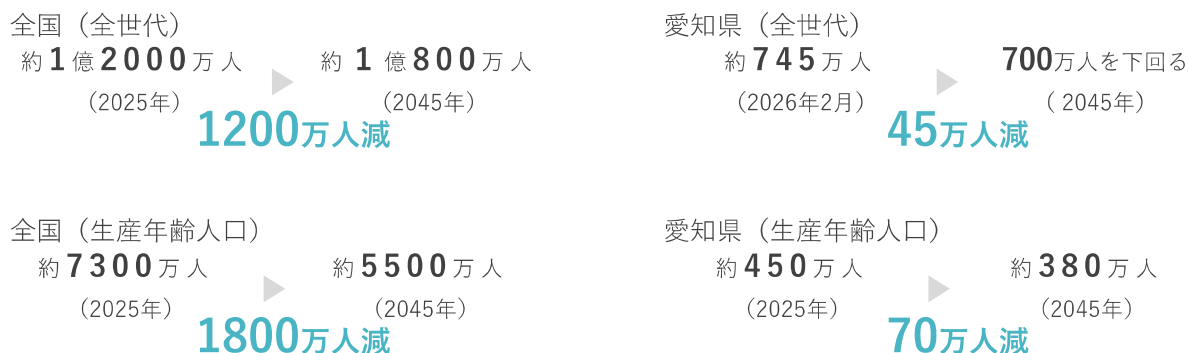 全国（全世代）
約1億2000万人 ▶ 約1億800万人
（2025年） （2045年）
1200万人減
愛知県（全世代）
約745万人 ▶ 700万人を下回る
（2026年2月） （2045年）
45万人減
全国（生産年齢人口）
約7300万人 ▶ 約5500万人
（2025年） （2045年）
1800万人減
愛知県（生産年齢人口）
約450万人 ▶ 約380万人
（2025年） （2045年）
70万人減